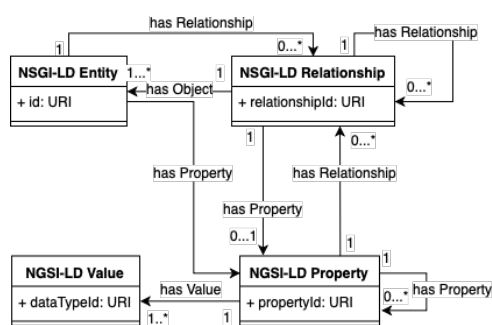 has Relationship
1
0...*
1
has Relationship
NSGI-LD Entity
1...*
1
NSGI-LD Relationship
+ id: URI
has Object
+ relationshipId: URI
0...*
1
0...*
has Property
has Relationship
has Property
0...1
1
1
NGSI-LD Value
NGSI-LD Property
has Value
+ dataTypeId: URI
+ propertyId: URI
0...*
has Property
1..*
1